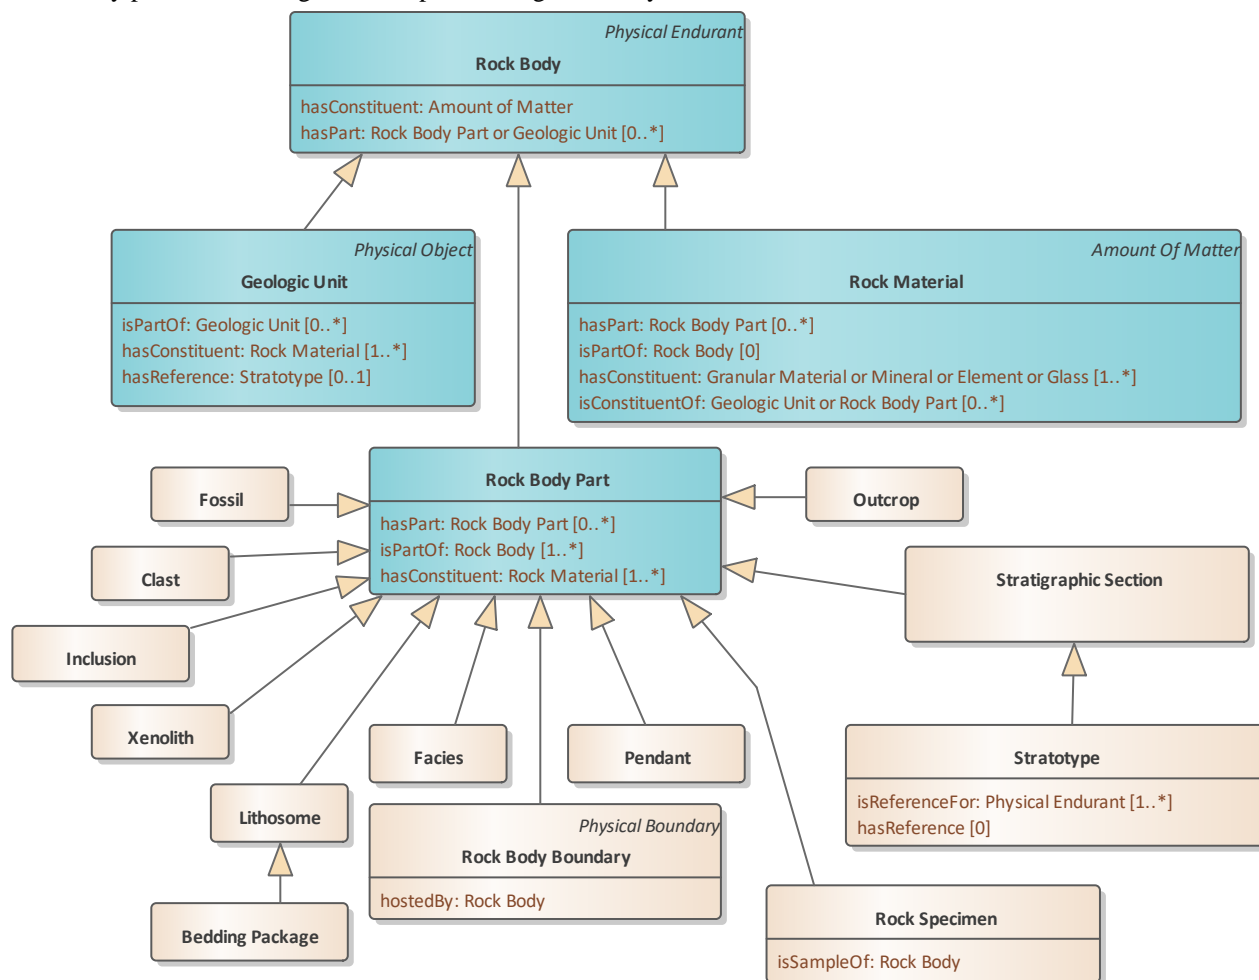 Physical Endurant
Rock Body
hasConstituent: Amount of Matter
hasPart: Rock Body Part or Geologic Unit [0..*]
Physical Object
Geologic Unit
isPartOf: Geologic Unit [0..*]
hasConstituent: Rock Material [1..*]
hasReference: Stratotype [0..1]
Amount Of Matter
Rock Material
hasPart: Rock Body Part [0..*]
isPartOf: Rock Body [0]
hasConstituent: Granular Material or Mineral or Element or Glass [1..*]
isConstituentOf: Geologic Unit or Rock Body Part [0..*]
Rock Body Part
hasPart: Rock Body Part [0..*]
isPartOf: Rock Body [1..*]
hasConstituent: Rock Material [1..*]
Fossil
Outcrop
Clast
Stratigraphic Section
Inclusion
Xenolith
Facies
Pendant
Stratotype
isReferenceFor: Physical Endurant [1..*]
hasReference [0]
Lithosome
Physical Boundary
Rock Body Boundary
hostedBy: Rock Body
Bedding Package
Rock Specimen
isSampleOf: Rock Body